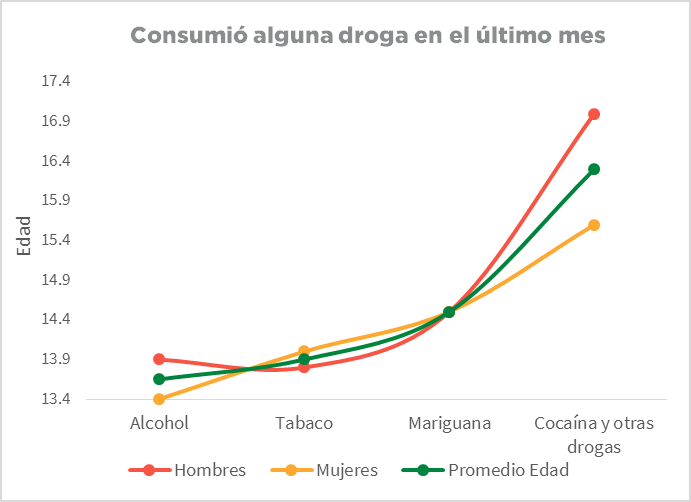 Consumió alguna droga en el último mes
17.4
16.9
16.4
15.9
15.4
14.9
14.4
13.9
13.4
Edad
Alcohol
Tabaco
Mariguana
Cocaína y otras
drogas
Hombres
Mujeres
Promedio Edad